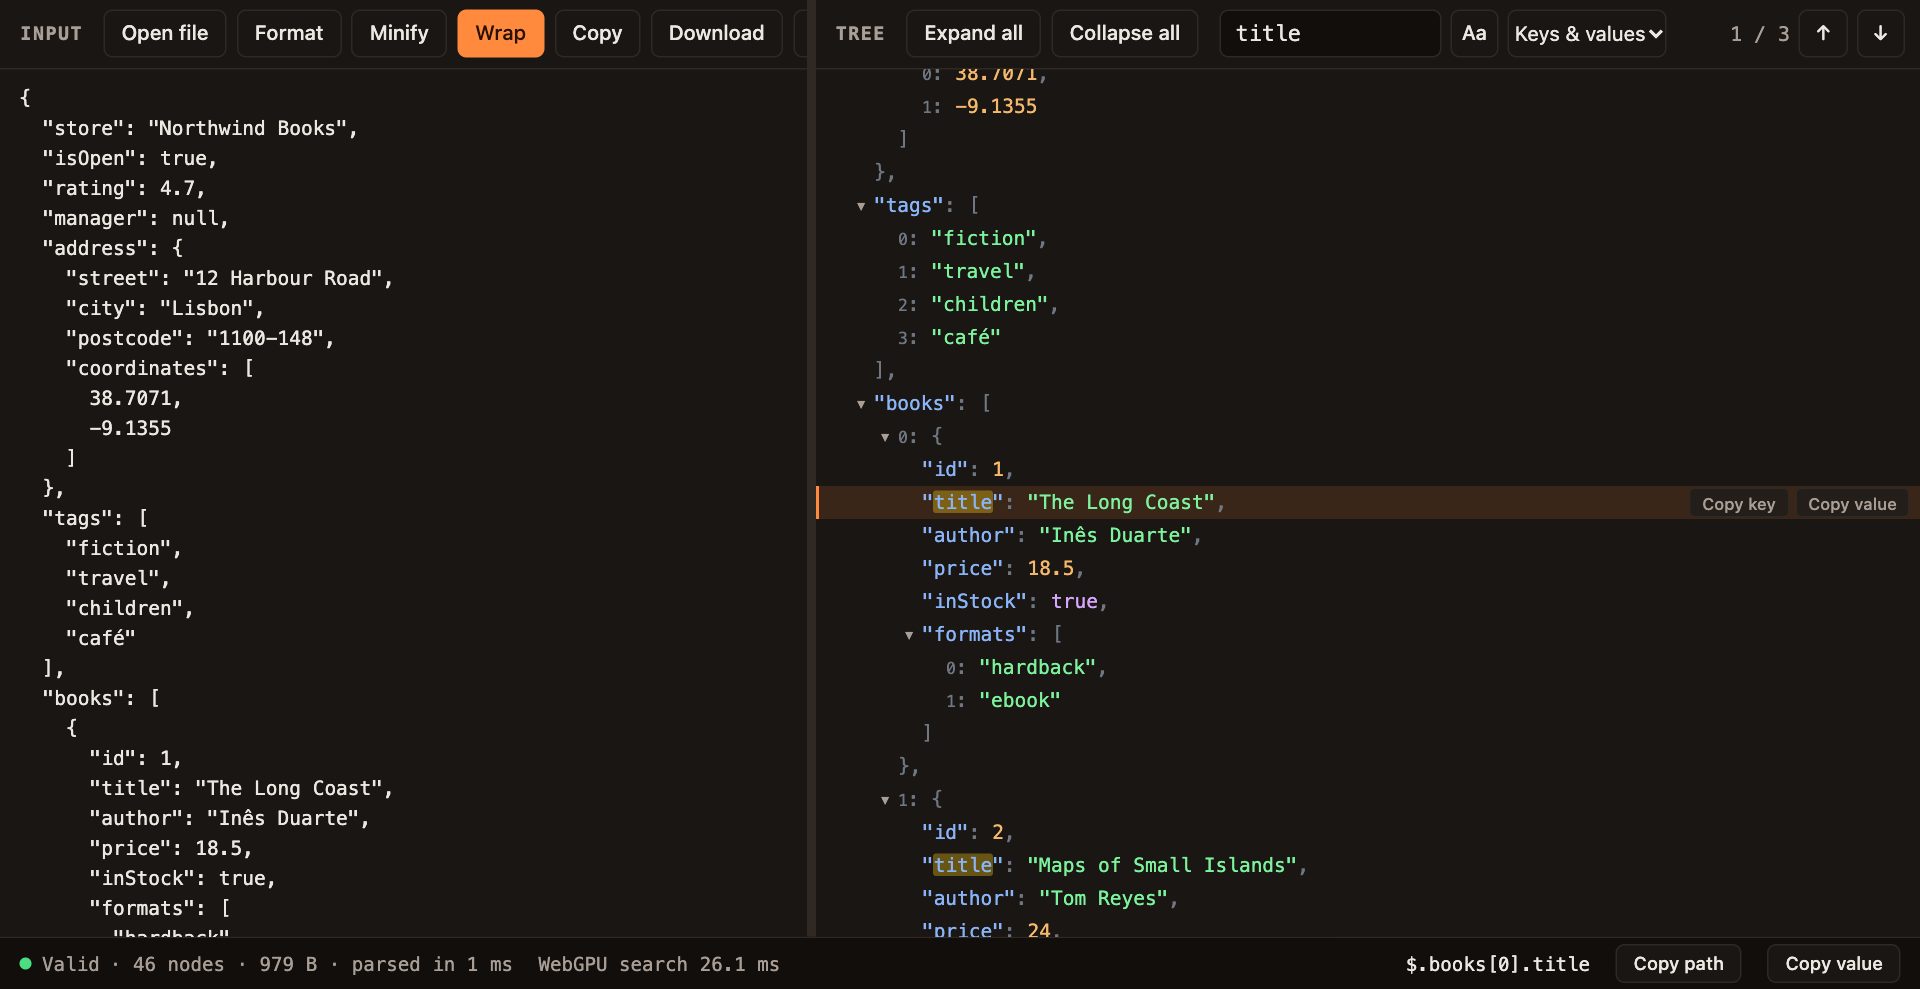 INPUT Open file Format Minify Wrap Copy Download
{
"store": "Northwind Books",
"isOpen": true,
"rating": 4.7,
"manager": null,
"address": {
"street": "12 Harbour Road",
"city": "Lisbon",
"postcode": "1100-148",
"coordinates": [
38.7071,
-9.1355
]
},
"tags": [
"fiction",
"travel",
"children",
"café"
],
"books": [
{
"id": 1,
"title": "The Long Coast",
"author": "Inês Duarte",
"price": 18.5,
"inStock": true,
"formats": [
"hardback"
TREE Expand all Collapse all title Aa Keys & values 1 / 3 ↑ ↓
0: 38.7071,
1: -9.1355
]
},
▼ "tags": [
0: "fiction",
1: "travel",
2: "children",
3: "café"
],
▼ "books": [
▼ 0: {
"id": 1,
"title": "The Long Coast", Copy key Copy value
"author": "Inês Duarte",
"price": 18.5,
"inStock": true,
▼ "formats": [
0: "hardback",
1: "ebook"
]
},
▼ 1: {
"id": 2,
"title": "Maps of Small Islands",
"author": "Tom Reyes",
"price": 24,
Valid · 46 nodes · 979 B · parsed in 1 ms WebGPU search 26.1 ms $.books[0].title Copy path Copy value